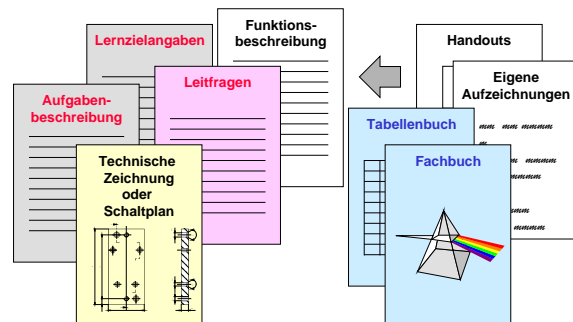 Lernzielangaben
Funktions-
beschreibung
Leitfragen
Aufgaben-
beschreibung
Technische
Zeichnung
oder
Schaltplan
Handouts
Eigene
Aufzeichnungen
Tabellenbuch
Fachbuch